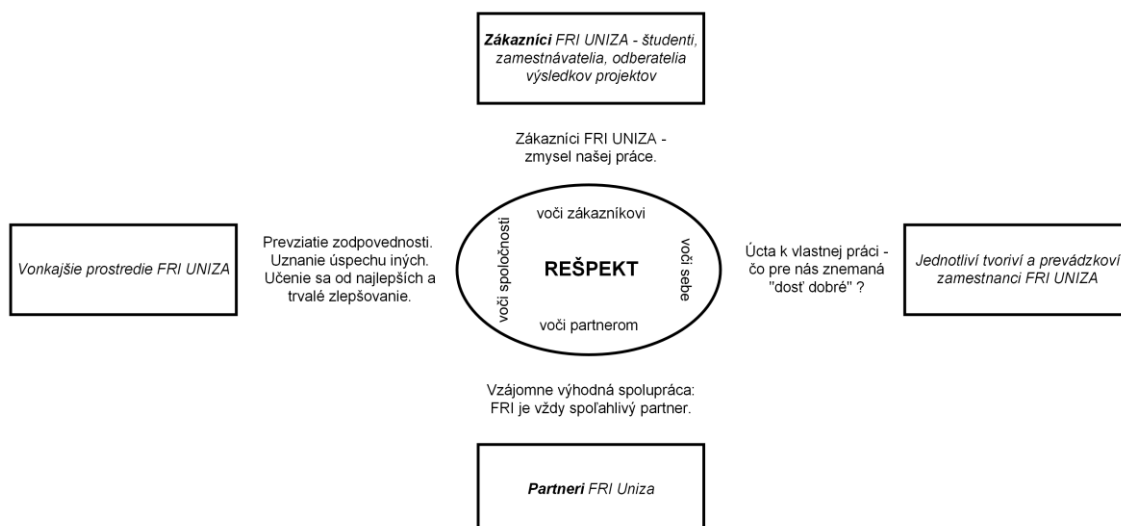 Zákazníci FRI UNIZA - študenti,
zamestnávatelia, odberatelia
výsledkov projektov
Zákazníci FRI UNIZA -
zmysel našej práce.
Vonkajšie prostredie FRI UNIZA
Prevziatie zodpovednosti.
Uznanie úspechu iných.
Učenie sa od najlepších a
trvalé zlepšovanie.
voči spoločnosti
voči zákazníkovi
REŠPEKT
voči partnerom
voči sebe
Úcta k vlastnej práci -
čo pre nás znemaná
"dosť dobré" ?
Jednotliví tvoriví a prevádzkoví
zamestnanci FRI UNIZA
Vzájomne výhodná spolupráca:
FRI je vždy spoľahlivý partner.
Partneri FRI Uniza